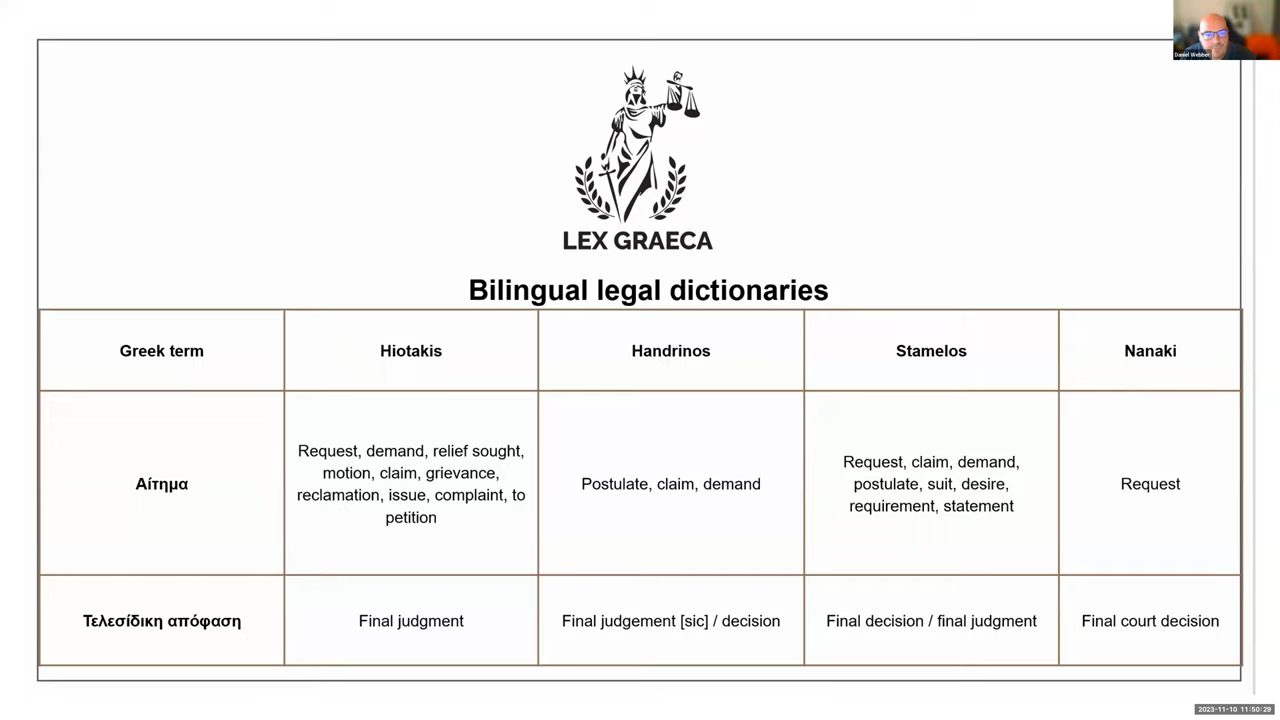 Daniel Webber
LEX GRAECA
Bilingual legal dictionaries
Greek term
Hiotakis
Handrinos
Stamelos
Nanaki
Αίτημα
Request, demand, relief sought,
motion, claim, grievance,
reclamation, issue, complaint, to
petition
Postulate, claim, demand
Request, claim, demand,
postulate, suit, desire,
requirement, statement
Request
Τελεσίδικη απόφαση
Final judgment
Final judgement [sic] / decision
Final decision / final judgment
Final court decision
2023-11-10 11:50:29